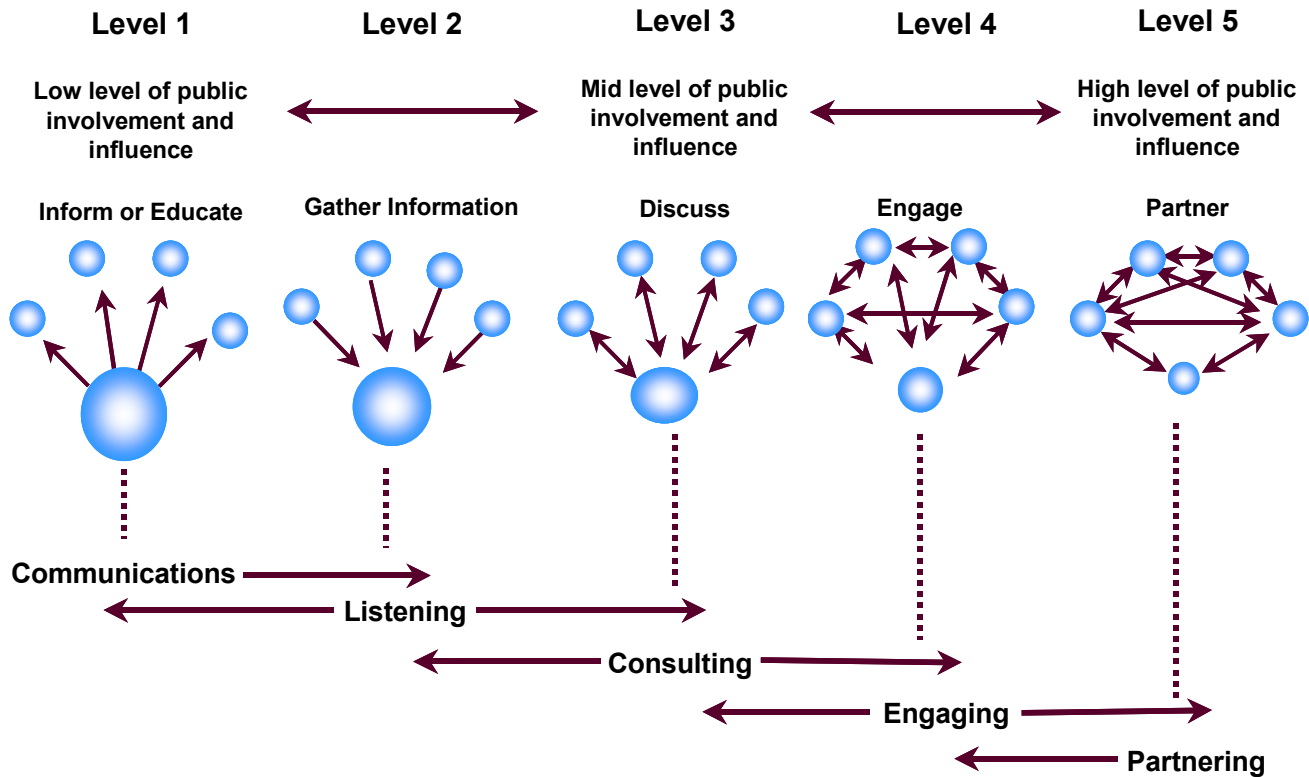 Level 1
Level 2
Level 3
Level 4
Level 5
Low level of public
involvement and
influence
Mid level of public
involvement and
influence
High level of public
involvement and
influence
Inform or Educate
Gather Information
Discuss
Engage
Partner
Communications
Listening
Consulting
Engaging
Partnering